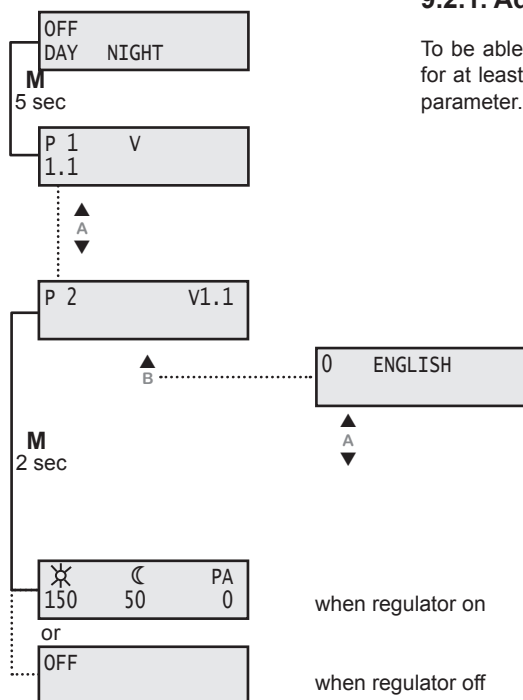 9.2.1. Ad
To be able
for at least
parameter.
OFF
DAY NIGHT
M
5 sec
P 1 V
1.1
A
P 2 V1.1
B
0 ENGLISH
A
M
2 sec
PA
150 50 0
when regulator on
or
OFF
when regulator off